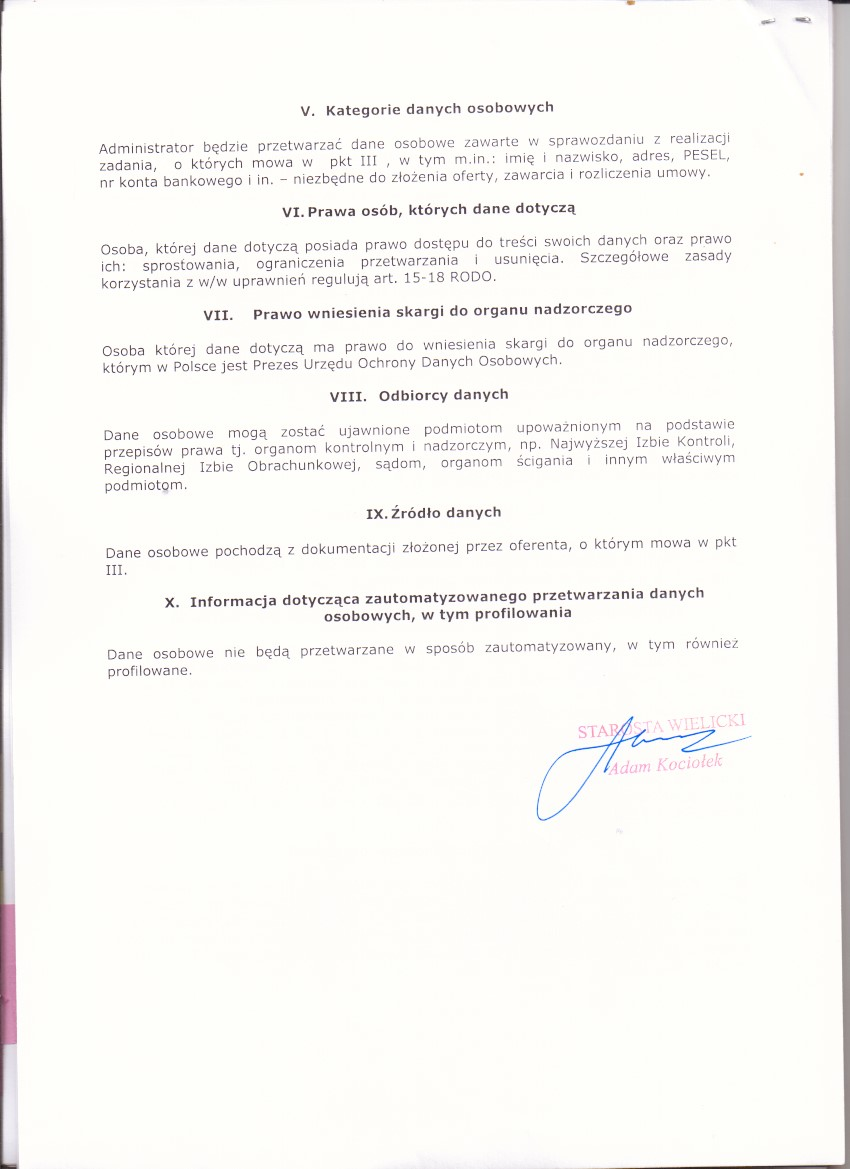 V. Kategorie danych osobowych
Administrator będzie przetwarzać dane osobowe zawarte w sprawozdaniu z realizacji
zadania, o których mowa w pkt III , w tym m.in.: imię i nazwisko, adres, PESEL,
nr konta bankowego i in. – niezbędne do złożenia oferty, zawarcia i rozliczenia umowy.
VI. Prawa osób, których dane dotyczą
Osoba, której dane dotyczą posiada prawo dostępu do treści swoich danych oraz prawo
ich: sprostowania, ograniczenia przetwarzania i usunięcia. Szczegółowe zasady
korzystania z w/w uprawnień regulują art. 15-18 RODO.
VII. Prawo wniesienia skargi do organu nadzorczego
Osoba której dane dotyczą ma prawo do wniesienia skargi do organu nadzorczego,
którym w Polsce jest Prezes Urzędu Ochrony Danych Osobowych.
VIII. Odbiorcy danych
Dane osobowe mogą zostać ujawnione podmiotom upoważnionym na podstawie
przepisów prawa tj. organom kontrolnym i nadzorczym, np. Najwyższej Izbie Kontroli,
Regionalnej Izbie Obrachunkowej, sądom, organom ścigania i innym właściwym
podmiotom.
IX. Źródło danych
Dane osobowe pochodzą z dokumentacji złożonej przez oferenta, o którym mowa w pkt
III.
X. Informacja dotycząca zautomatyzowanego przetwarzania danych
osobowych, w tym profilowania
Dane osobowe nie będą przetwarzane w sposób zautomatyzowany, w tym również
profilowane.
STAROSTA WIELICKI
Adam Kociołek